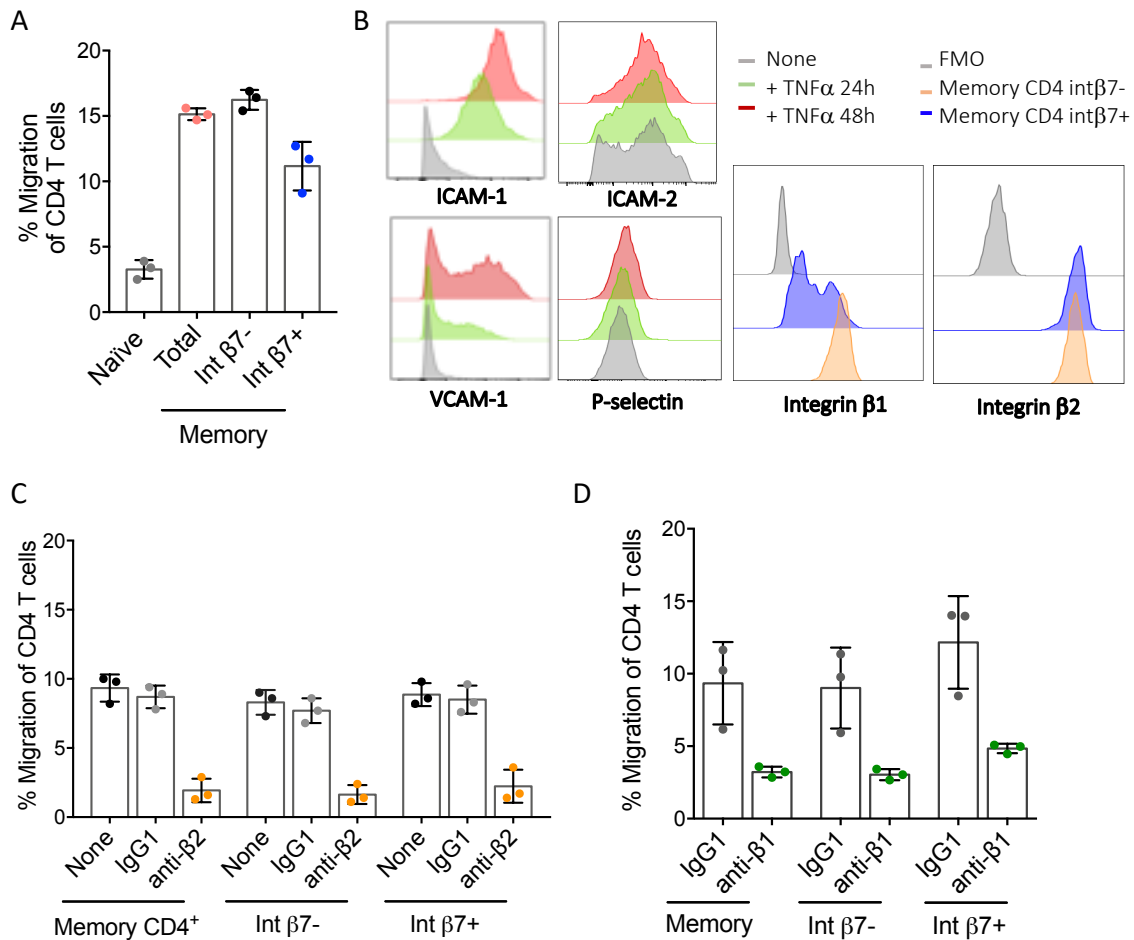 A
% Migration
of CD4 T cells
20
15
10
5
0
Naïve
Total
Int β7-
Int β7+
Memory
B
ICAM-1
ICAM-2
VCAM-1
P-selectin
None
+ TNFα 24h
+ TNFα 48h
FMO
Memory CD4 intβ7-
Memory CD4 intβ7+
Integrin β1
Integrin β2
C
% Migration of CD4 T cells
20
15
10
5
0
None
IgG1
anti-β2
None
IgG1
anti-β2
None
IgG1
anti-β2
Memory CD4⁺
Int β7-
Int β7+
D
% Migration of CD4 T cells
20
15
10
5
0
IgG1
anti-β1
IgG1
anti-β1
IgG1
anti-β1
Memory
Int β7-
Int β7+